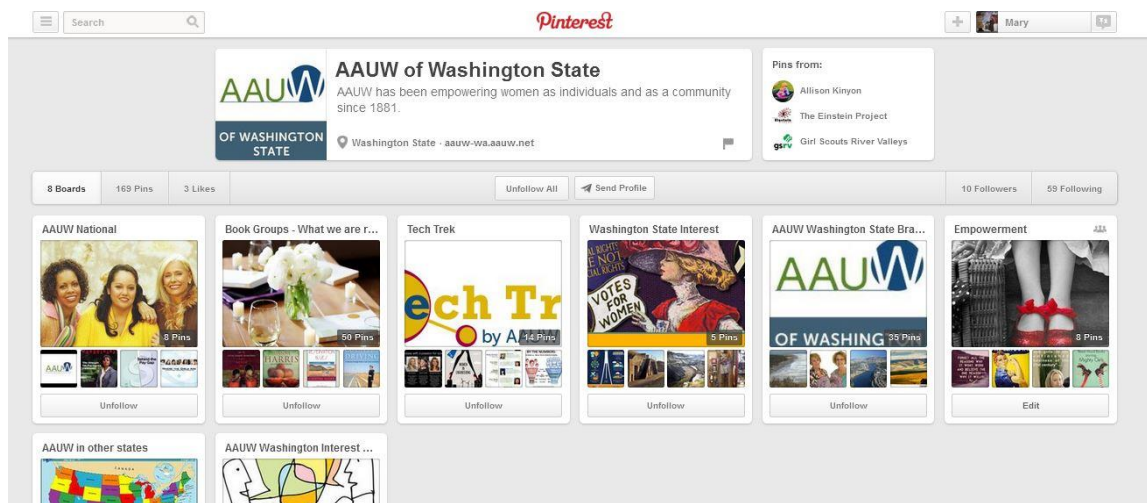 Search
Pinterest
Mary
AAUW
OF WASHINGTON
STATE
AAUW of Washington State
AAUW has been empowering women as individuals and as a community
since 1881.
Washington State · aauw-wa.aauw.net
Pins from:
Allison Kinyon
The Einstein Project
Girl Scouts River Valleys
8 Boards
169 Pins
3 Likes
Unfollow All
Send Profile
10 Followers
59 Following
AAUW National
8 Pins
Unfollow
Book Groups - What we are r...
50 Pins
HARRIS
Unfollow
Tech Trek
ech Tr
by AA
14 Pins
Unfollow
Washington State Interest
VOTES
FOR
WOMEN
5 Pins
Unfollow
AAUW Washington State Bra...
AAUW
OF WASHING
35 Pins
Unfollow
Empowerment
8 Pins
Edit
AAUW in other states
AAUW Washington Interest ...